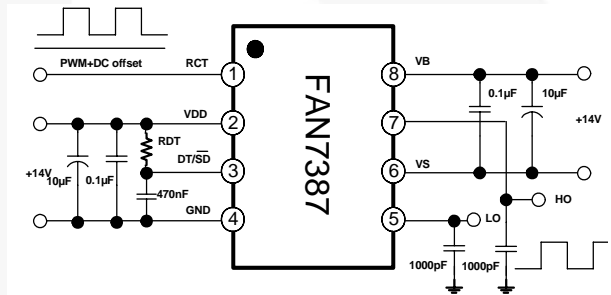 PWM+DC offset
RCT
1
VDD
2
RDT
DT/SD
3
+14V
10µF
0.1µF
470nF
GND
4
FAN7387
VB
8
0.1µF
10µF
7
+14V
VS
6
HO
LO
5
1000pF
1000pF